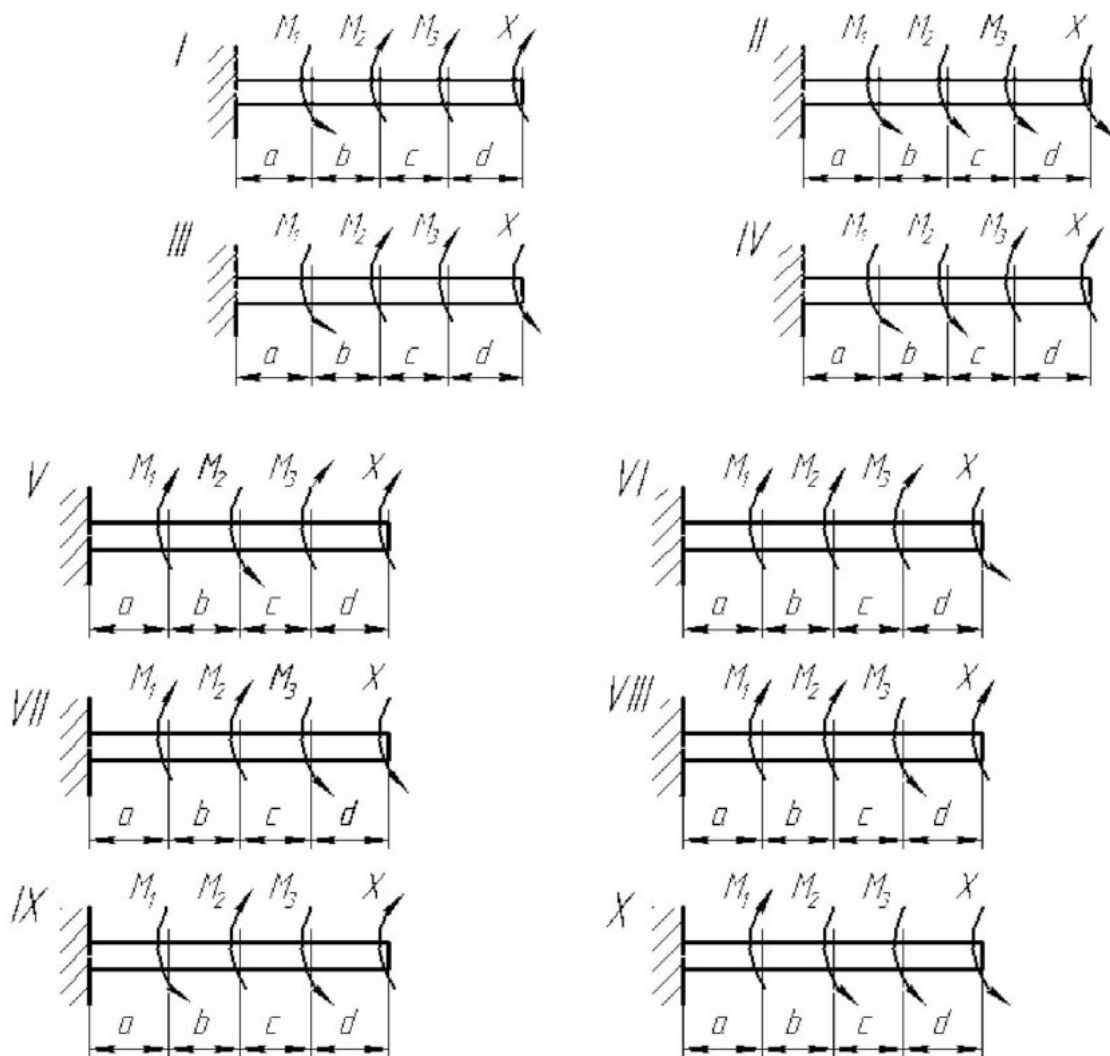 I M₁ M₂ M₃ X II M₁ M₂ M₃ X
a b c d a b c d
III M₁ M₂ M₃ X IV M₁ M₂ M₃ X
a b c d a b c d
V M₁ M₂ M₃ X VI M₁ M₂ M₃ X
a b c d a b c d
VII M₁ M₂ M₃ X VIII M₁ M₂ M₃ X
a b c d a b c d
IX M₁ M₂ M₃ X X M₁ M₂ M₃ X
a b c d a b c d